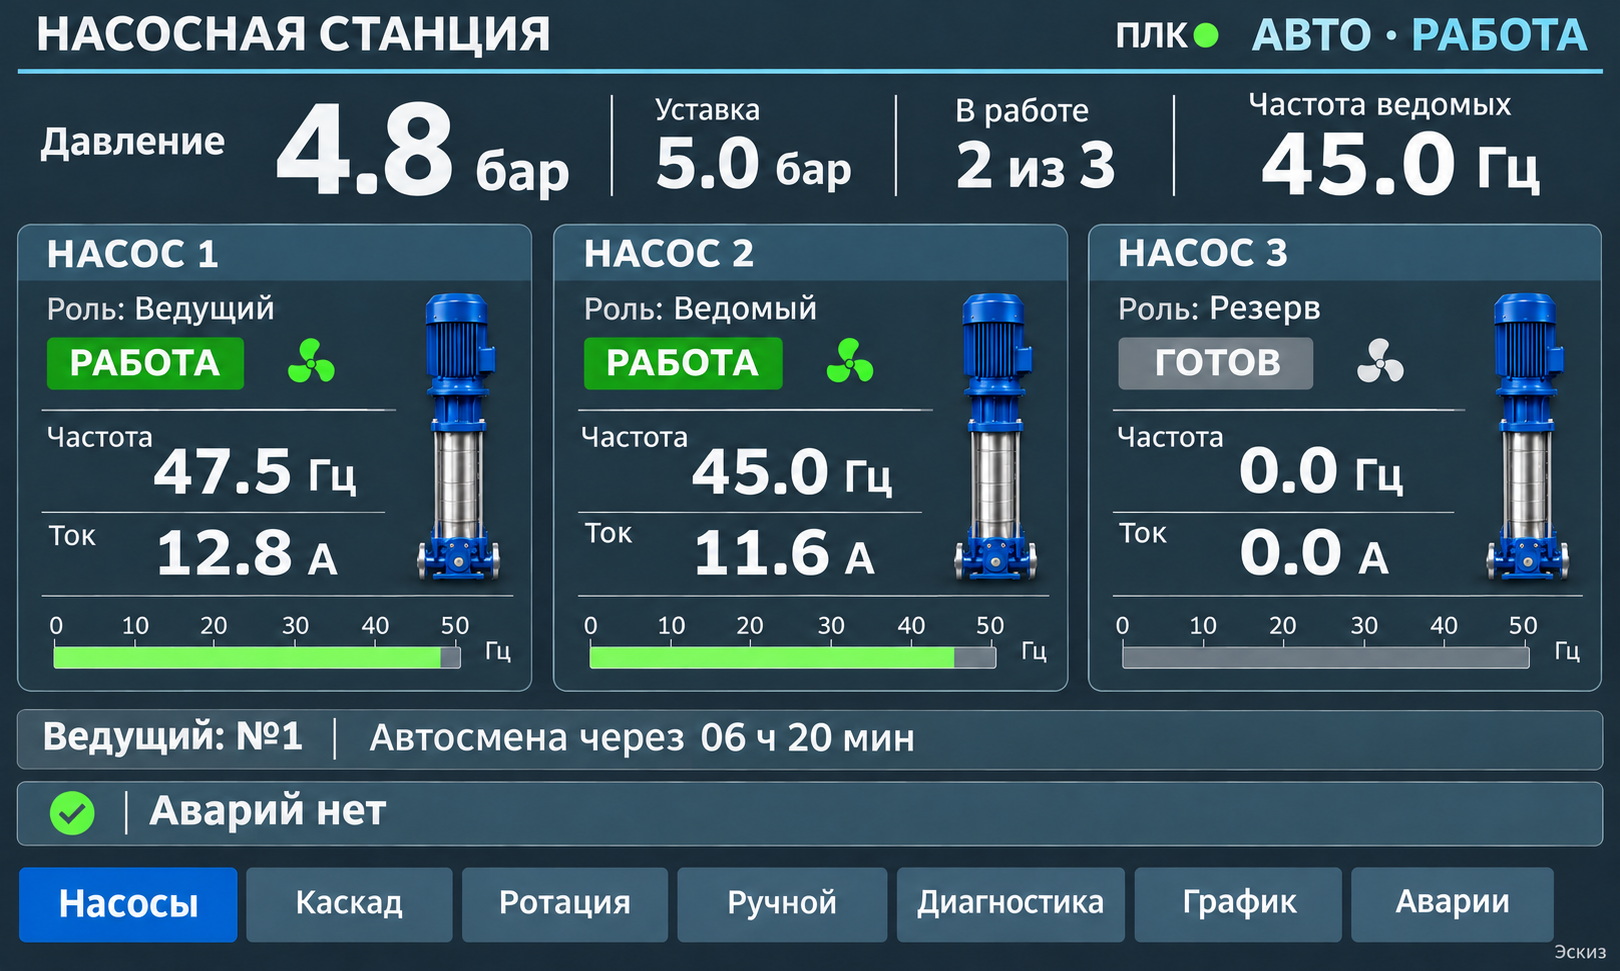 НАСОСНАЯ СТАНЦИЯ
ПЛК
АВТО · РАБОТА
Давление
4.8 бар
Уставка
5.0 бар
В работе
2 из 3
Частота ведомых
45.0 Гц
НАСОС 1
Роль: Ведущий
РАБОТА
Частота
47.5 Гц
Ток
12.8 А
0 10 20 30 40 50
Гц
НАСОС 2
Роль: Ведомый
РАБОТА
Частота
45.0 Гц
Ток
11.6 А
0 10 20 30 40 50
Гц
НАСОС 3
Роль: Резерв
ГОТОВ
Частота
0.0 Гц
Ток
0.0 А
0 10 20 30 40 50
Гц
Ведущий: №1
Автосмена через 06 ч 20 мин
Аварий нет
Насосы
Каскад
Ротация
Ручной
Диагностика
График
Аварии
Эскиз